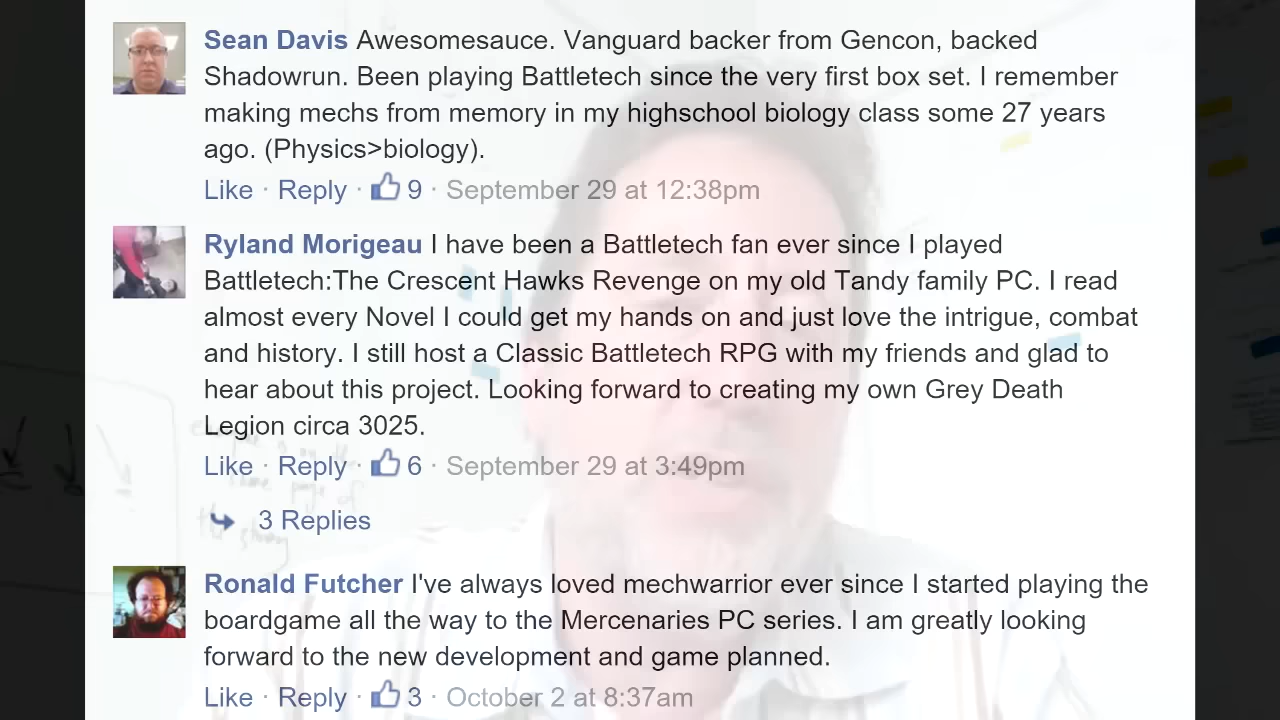 Sean Davis Awesomesauce. Vanguard backer from Gencon, backed
Shadowrun. Been playing Battletech since the very first box set. I remember
making mechs from memory in my highschool biology class some 27 years
ago. (Physics>biology).
Like · Reply · 9 · September 29 at 12:38pm
Ryland Morigeau I have been a Battletech fan ever since I played
Battletech:The Crescent Hawks Revenge on my old Tandy family PC. I read
almost every Novel I could get my hands on and just love the intrigue, combat
and history. I still host a Classic Battletech RPG with my friends and glad to
hear about this project. Looking forward to creating my own Grey Death
Legion circa 3025.
Like · Reply · 6 · September 29 at 3:49pm
3 Replies
Ronald Futcher I've always loved mechwarrior ever since I started playing the
boardgame all the way to the Mercenaries PC series. I am greatly looking
forward to the new development and game planned.
Like · Reply · 3 · October 2 at 8:37am